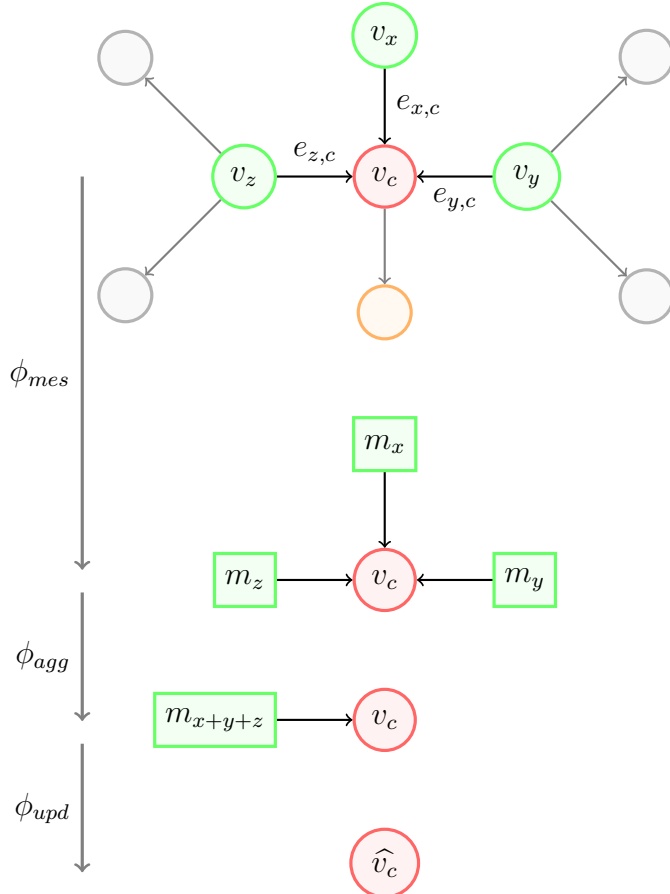 v_x
e_{x,c}
e_{z,c}
v_z
v_c
v_y
e_{y,c}
ϕ_{mes}
m_x
m_z
v_c
m_y
ϕ_{agg}
m_{x+y+z}
v_c
ϕ_{upd}
\widehat{v_c}